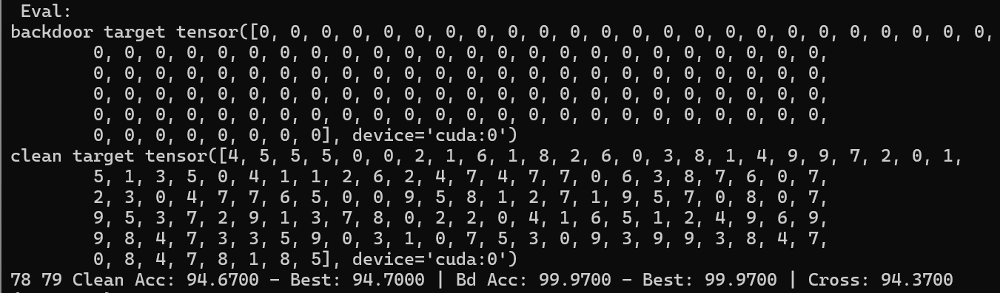 Eval:
backdoor target tensor([0, 0, 0, 0, 0, 0, 0, 0, 0, 0, 0, 0, 0, 0, 0, 0, 0, 0, 0, 0, 0, 0, 0, 0,
0, 0, 0, 0, 0, 0, 0, 0, 0, 0, 0, 0, 0, 0, 0, 0, 0, 0, 0, 0, 0, 0, 0, 0,
0, 0, 0, 0, 0, 0, 0, 0, 0, 0, 0, 0, 0, 0, 0, 0, 0, 0, 0, 0, 0, 0, 0, 0,
0, 0, 0, 0, 0, 0, 0, 0, 0, 0, 0, 0, 0, 0, 0, 0, 0, 0, 0, 0, 0, 0, 0, 0,
0, 0, 0, 0, 0, 0, 0, 0, 0, 0, 0, 0, 0, 0, 0, 0, 0, 0, 0, 0, 0, 0, 0, 0,
0, 0, 0, 0, 0, 0, 0, 0], device='cuda:0')
clean target tensor([4, 5, 5, 5, 0, 0, 2, 1, 6, 1, 8, 2, 6, 0, 3, 8, 1, 4, 9, 9, 7, 2, 0, 1,
5, 1, 3, 5, 0, 4, 1, 1, 2, 6, 2, 4, 7, 4, 7, 7, 0, 6, 3, 8, 7, 6, 0, 7,
2, 3, 0, 4, 7, 7, 6, 5, 0, 0, 9, 5, 8, 1, 2, 7, 1, 9, 5, 7, 0, 8, 0, 7,
9, 5, 3, 7, 2, 9, 1, 3, 7, 8, 0, 2, 2, 0, 4, 1, 6, 5, 1, 2, 4, 9, 6, 9,
9, 8, 4, 7, 3, 3, 5, 9, 0, 3, 1, 0, 7, 5, 3, 0, 9, 3, 9, 9, 3, 8, 4, 7,
0, 8, 4, 7, 8, 1, 8, 5], device='cuda:0')
78 79 Clean Acc: 94.6700 - Best: 94.7000 | Bd Acc: 99.9700 - Best: 99.9700 | Cross: 94.3700